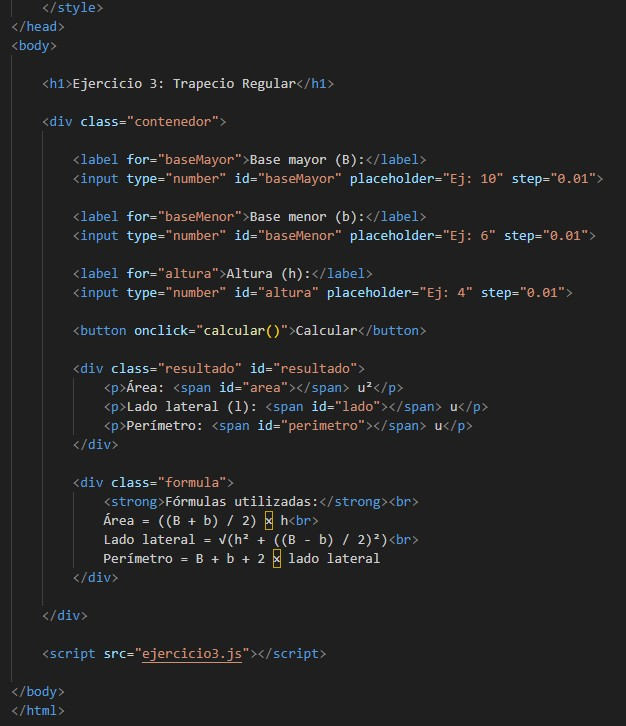 </style>
</head>
<body>
<h1>Ejercicio 3: Trapecio Regular</h1>
<div class="contenedor">
<label for="baseMayor">Base mayor (B):</label>
<input type="number" id="baseMayor" placeholder="Ej: 10" step="0.01">
<label for="baseMenor">Base menor (b):</label>
<input type="number" id="baseMenor" placeholder="Ej: 6" step="0.01">
<label for="altura">Altura (h):</label>
<input type="number" id="altura" placeholder="Ej: 4" step="0.01">
<button onclick="calcular()">Calcular</button>
<div class="resultado" id="resultado">
<p>Área: <span id="area"></span> u²</p>
<p>Lado lateral (l): <span id="lado"></span> u</p>
<p>Perímetro: <span id="perimetro"></span> u</p>
</div>
<div class="formula">
<strong>Fórmulas utilizadas:</strong><br>
Área = ((B + b) / 2) × h<br>
Lado lateral = √(h² + ((B - b) / 2)²)<br>
Perímetro = B + b + 2 × lado lateral
</div>
</div>
<script src="ejercicio3.js"></script>
</body>
</html>